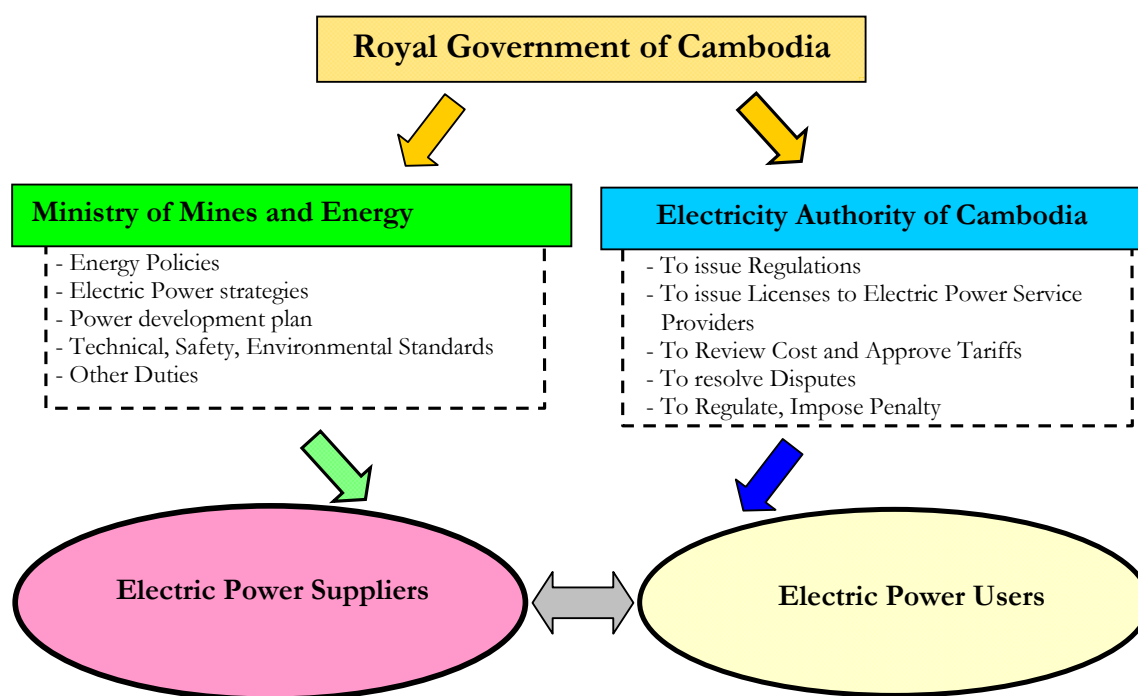 Royal Government of Cambodia
Ministry of Mines and Energy
- Energy Policies
- Electric Power strategies
- Power development plan
- Technical, Safety, Environmental Standards
- Other Duties
Electricity Authority of Cambodia
- To issue Regulations
- To issue Licenses to Electric Power Service
Providers
- To Review Cost and Approve Tariffs
- To resolve Disputes
- To Regulate, Impose Penalty
Electric Power Suppliers
Electric Power Users